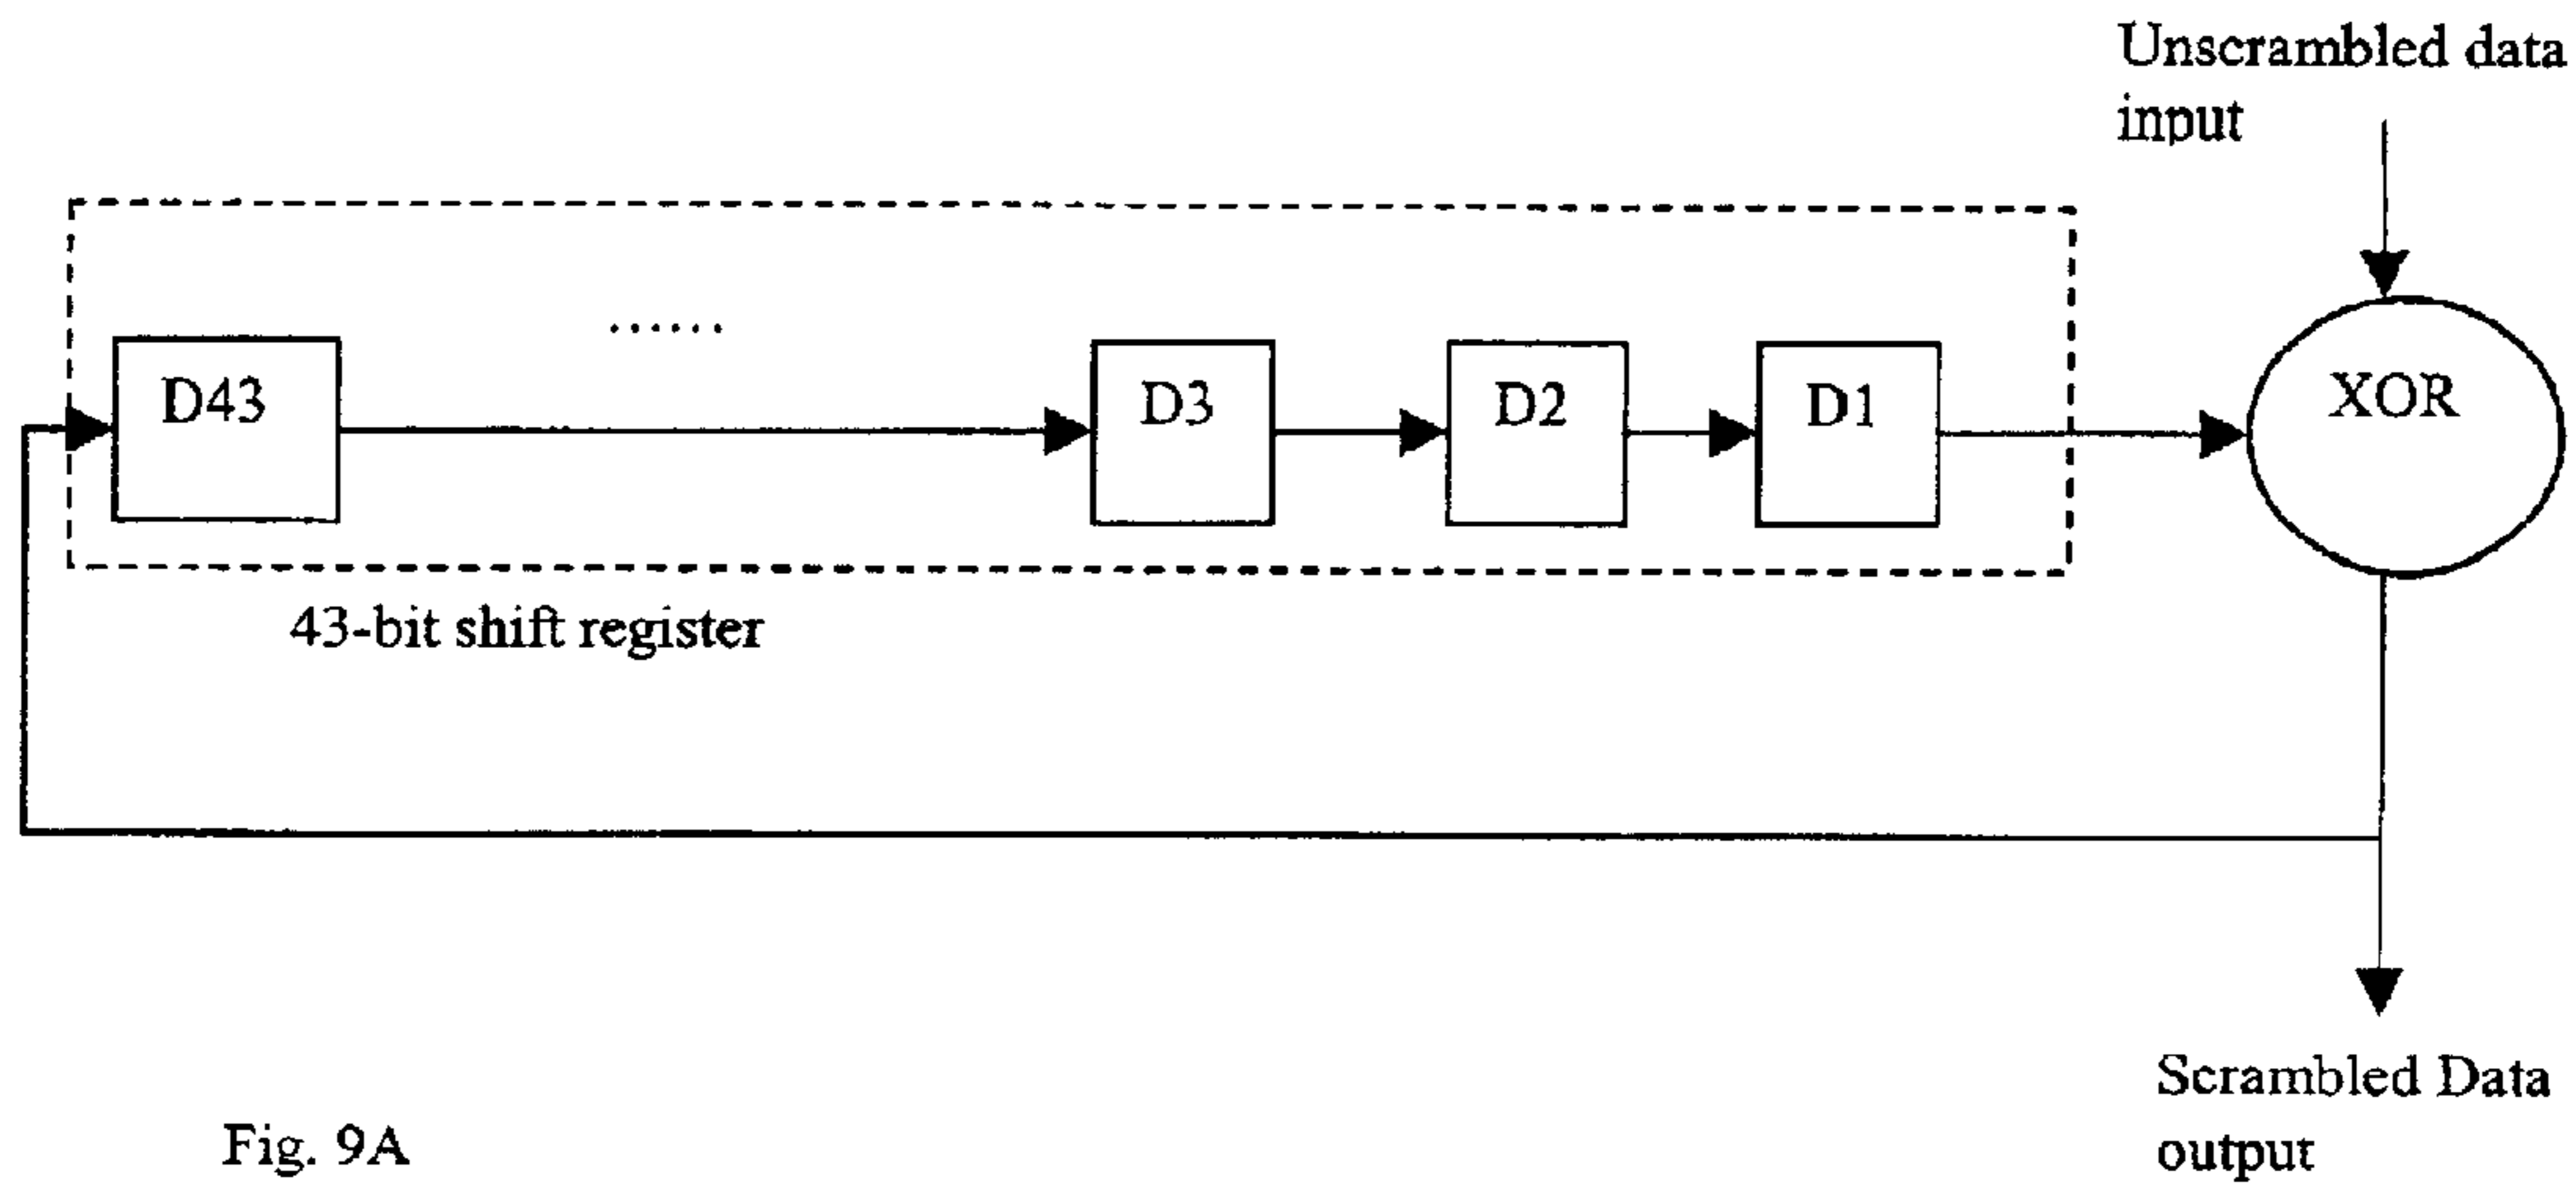 Unscrambled data
input
......
D43
D3
D2
D1
XOR
43-bit shift register
Scrambled Data
output
Fig. 9A